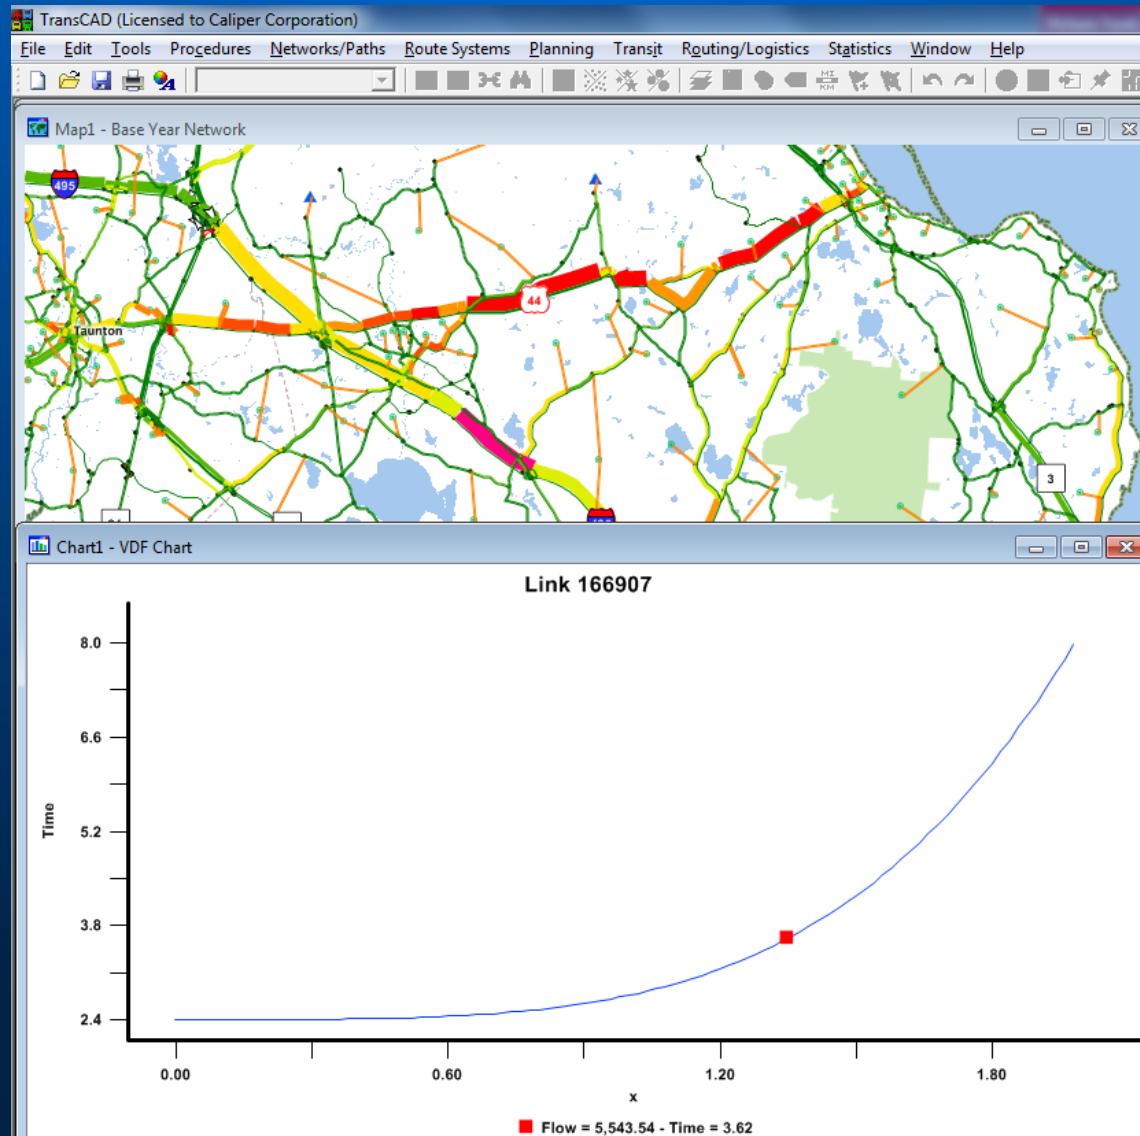 TransCAD (Licensed to Caliper Corporation)
File Edit Tools Procedures Networks/Paths Route Systems Planning Transit Routing/Logistics Statistics Window Help
MI
KM
Map1 - Base Year Network
495
44
Taunton
3
Chart1 - VDF Chart
Link 166907
8.0
6.6
5.2
3.8
2.4
Time
0.00 0.60 1.20 1.80
x
Flow = 5,543.54 - Time = 3.62